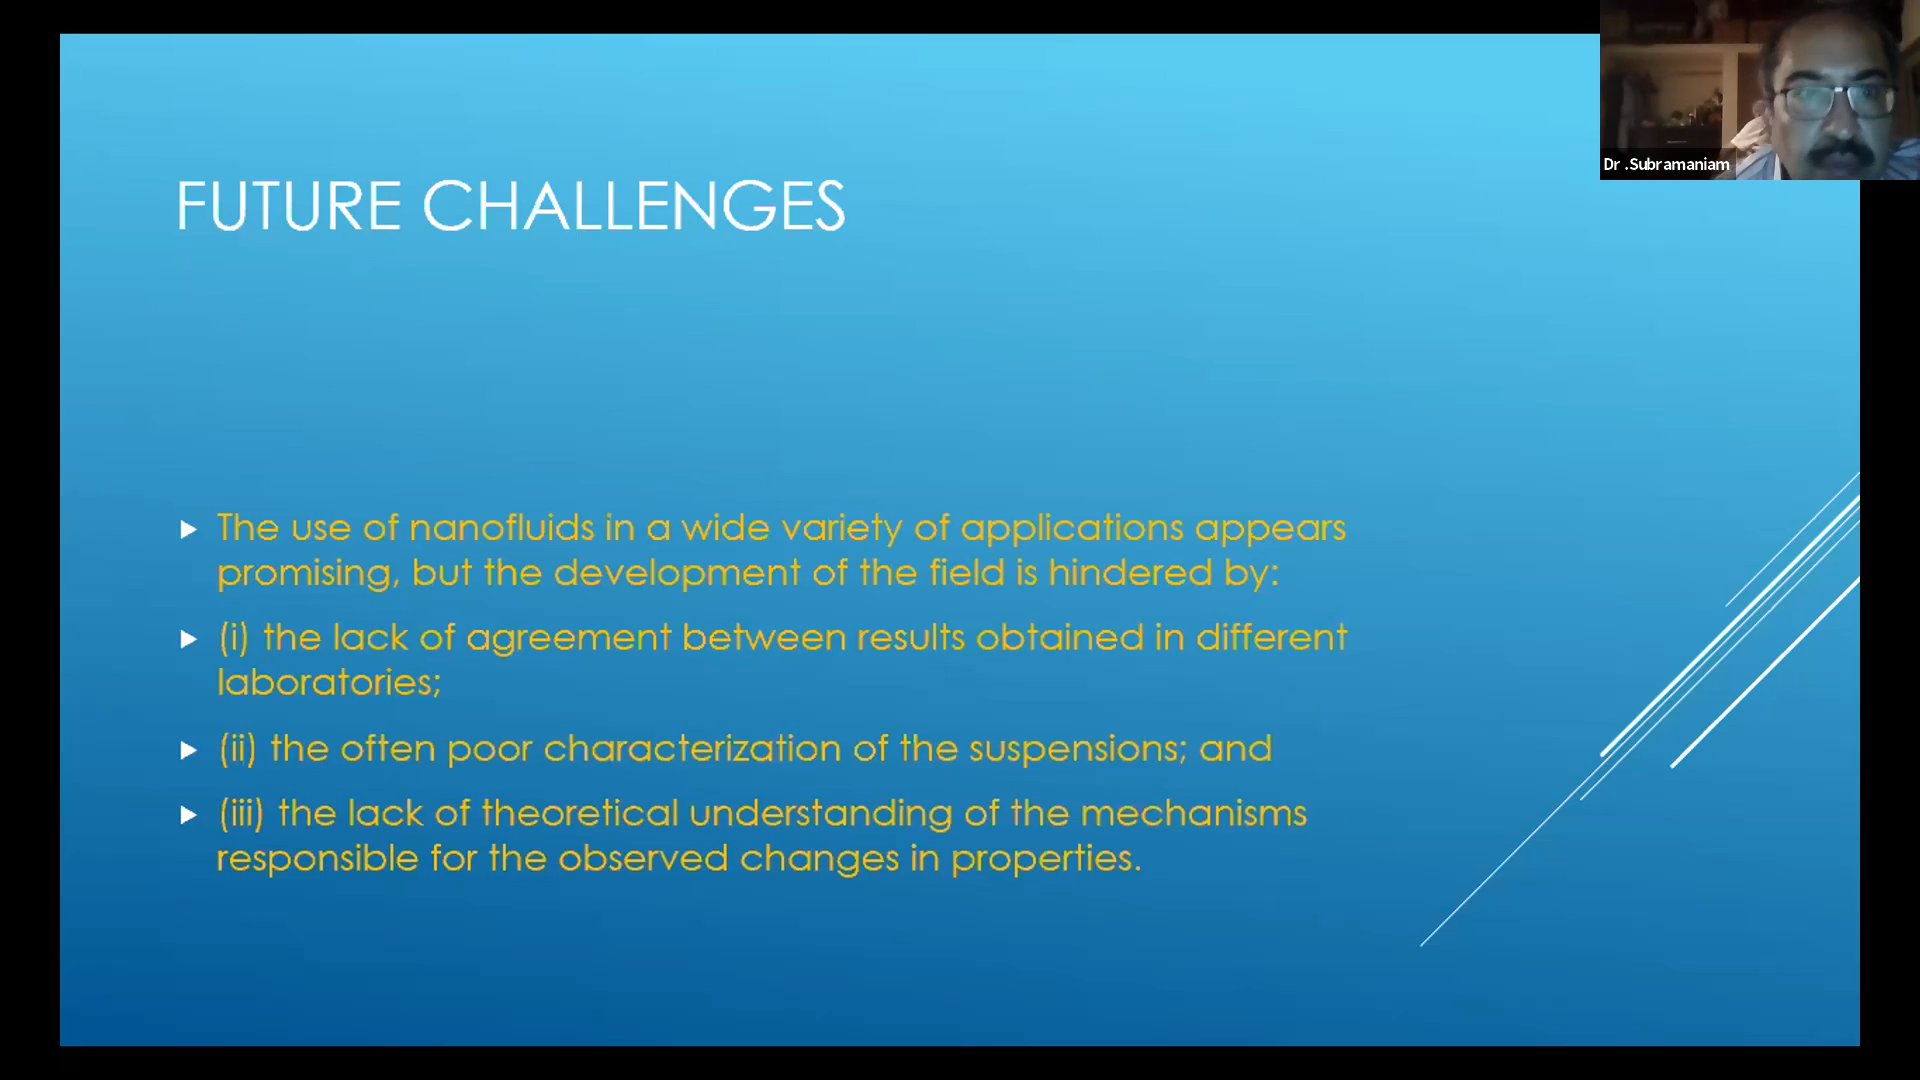 Dr .Subramaniam
FUTURE CHALLENGES
The use of nanofluids in a wide variety of applications appears
promising, but the development of the field is hindered by:
(i) the lack of agreement between results obtained in different
laboratories;
(ii) the often poor characterization of the suspensions; and
(iii) the lack of theoretical understanding of the mechanisms
responsible for the observed changes in properties.